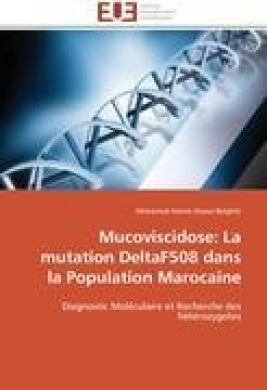 Mucoviscidose: La
mutation DeltaF508 dans
la Population Marocaine
Diagnostic Moléculaire et Recherche des
hétérozygotes